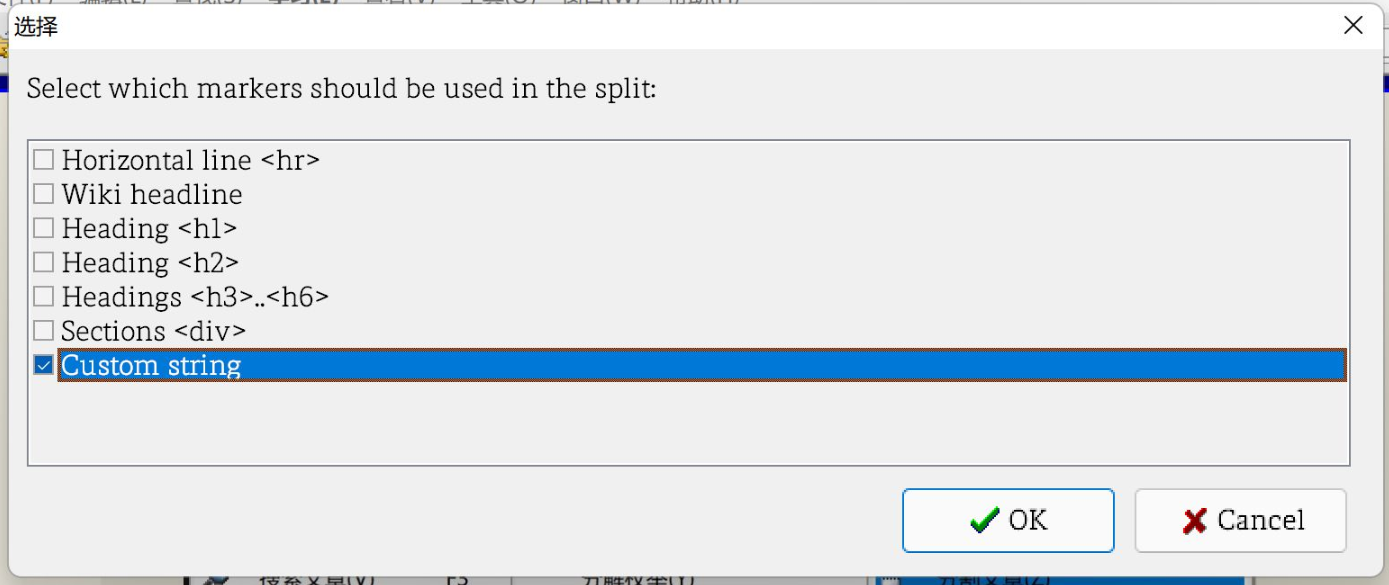 选择
Select which markers should be used in the split:
Horizontal line <hr>
Wiki headline
Heading <h1>
Heading <h2>
Headings <h3>..<h6>
Sections <div>
Custom string
OK Cancel